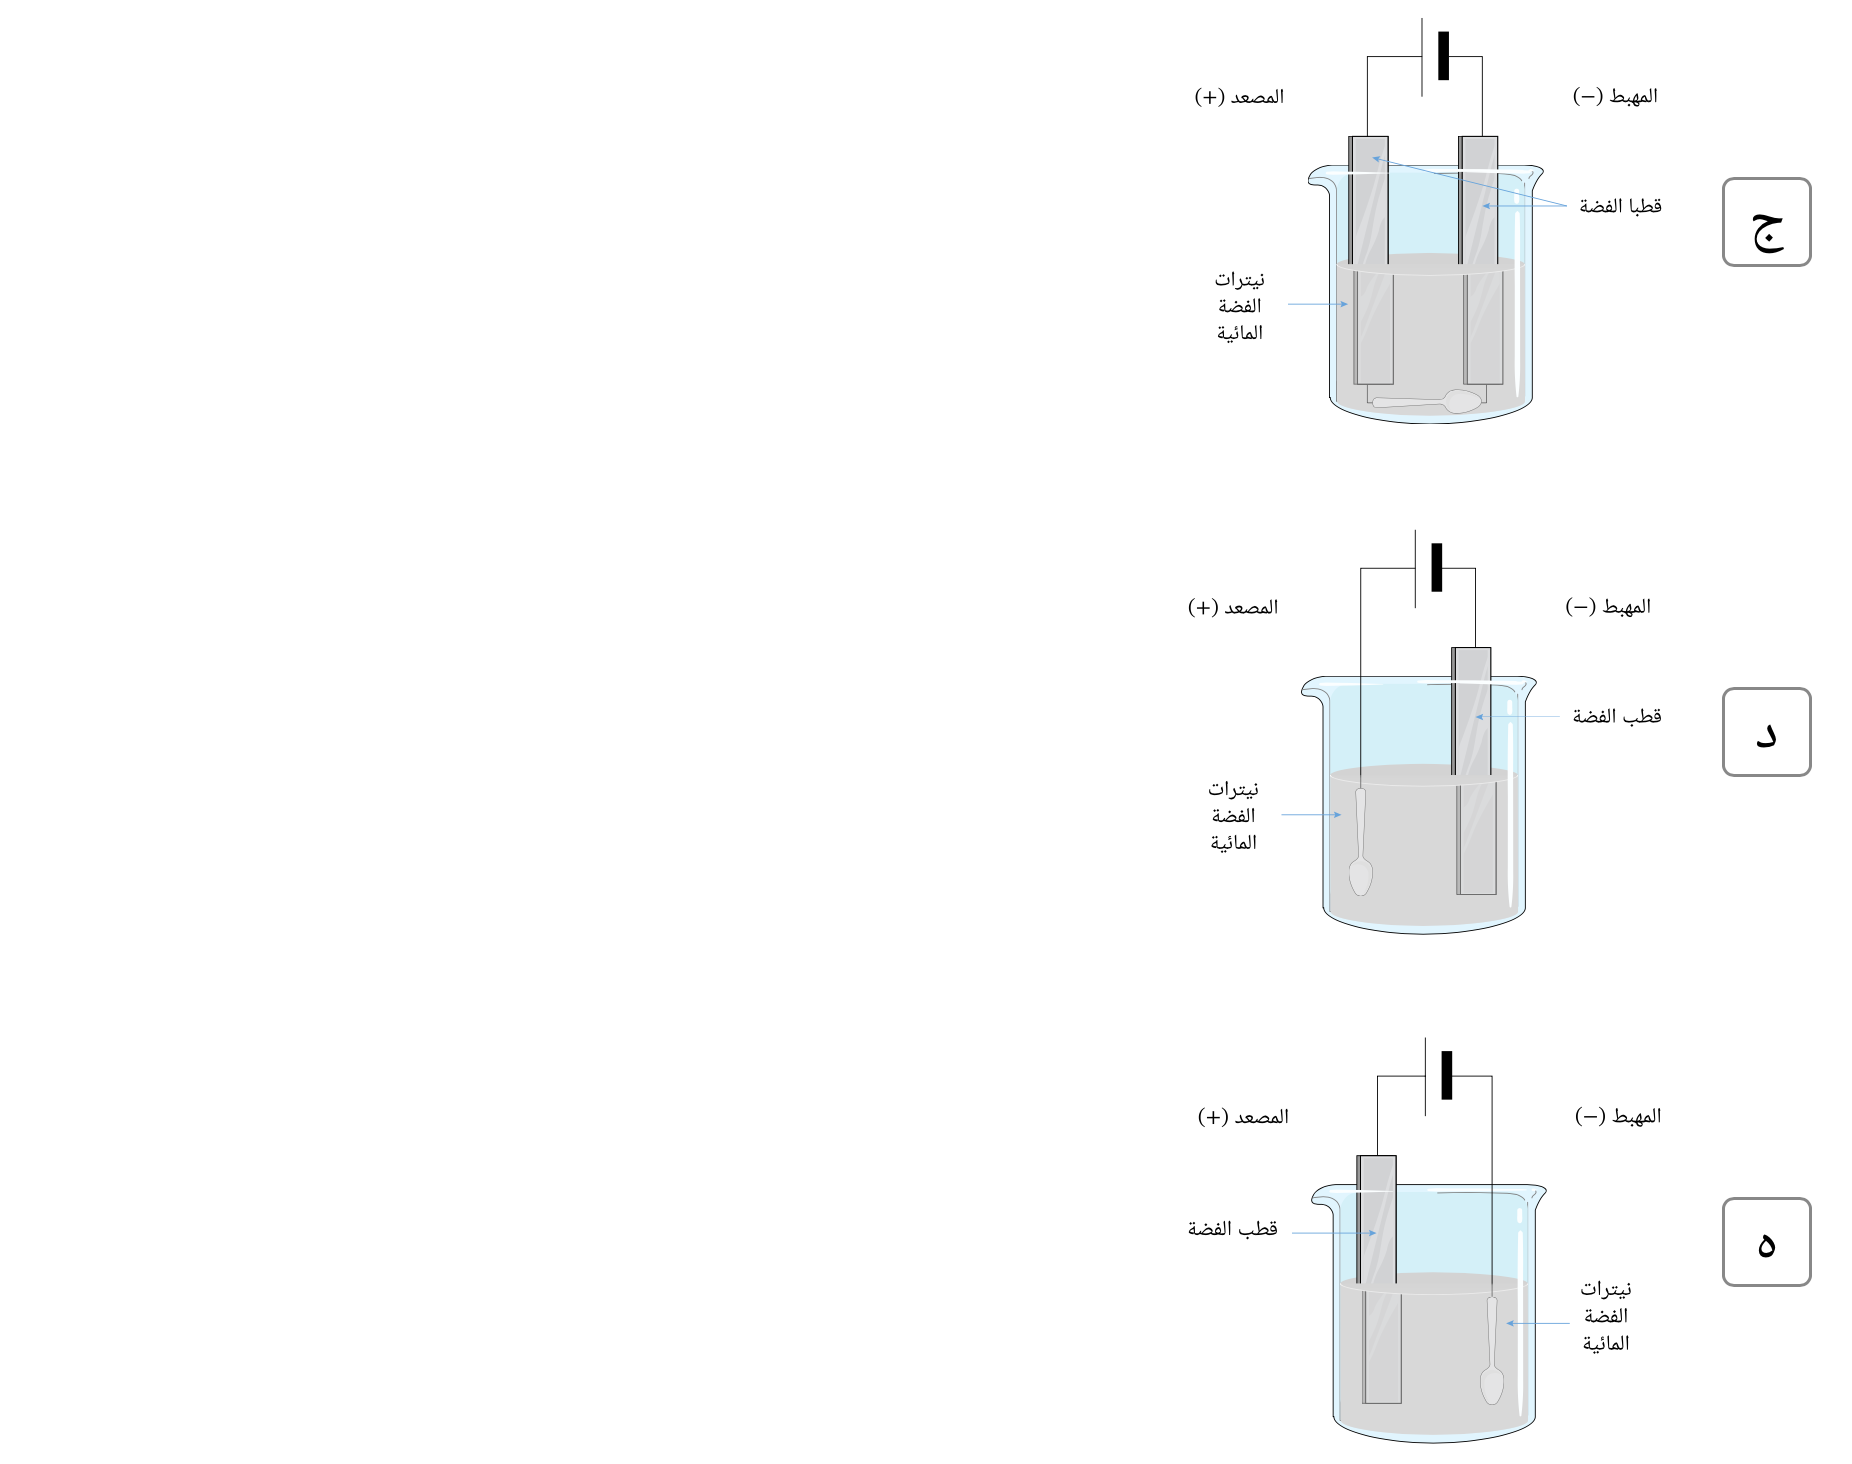 المهبط (−)
المصعد (+)
قطبا الفضة
ج
نيترات
الفضة
المائية
المهبط (−)
المصعد (+)
قطب الفضة
د
نيترات
الفضة
المائية
المهبط (−)
المصعد (+)
قطب الفضة
ه
نيترات
الفضة
المائية